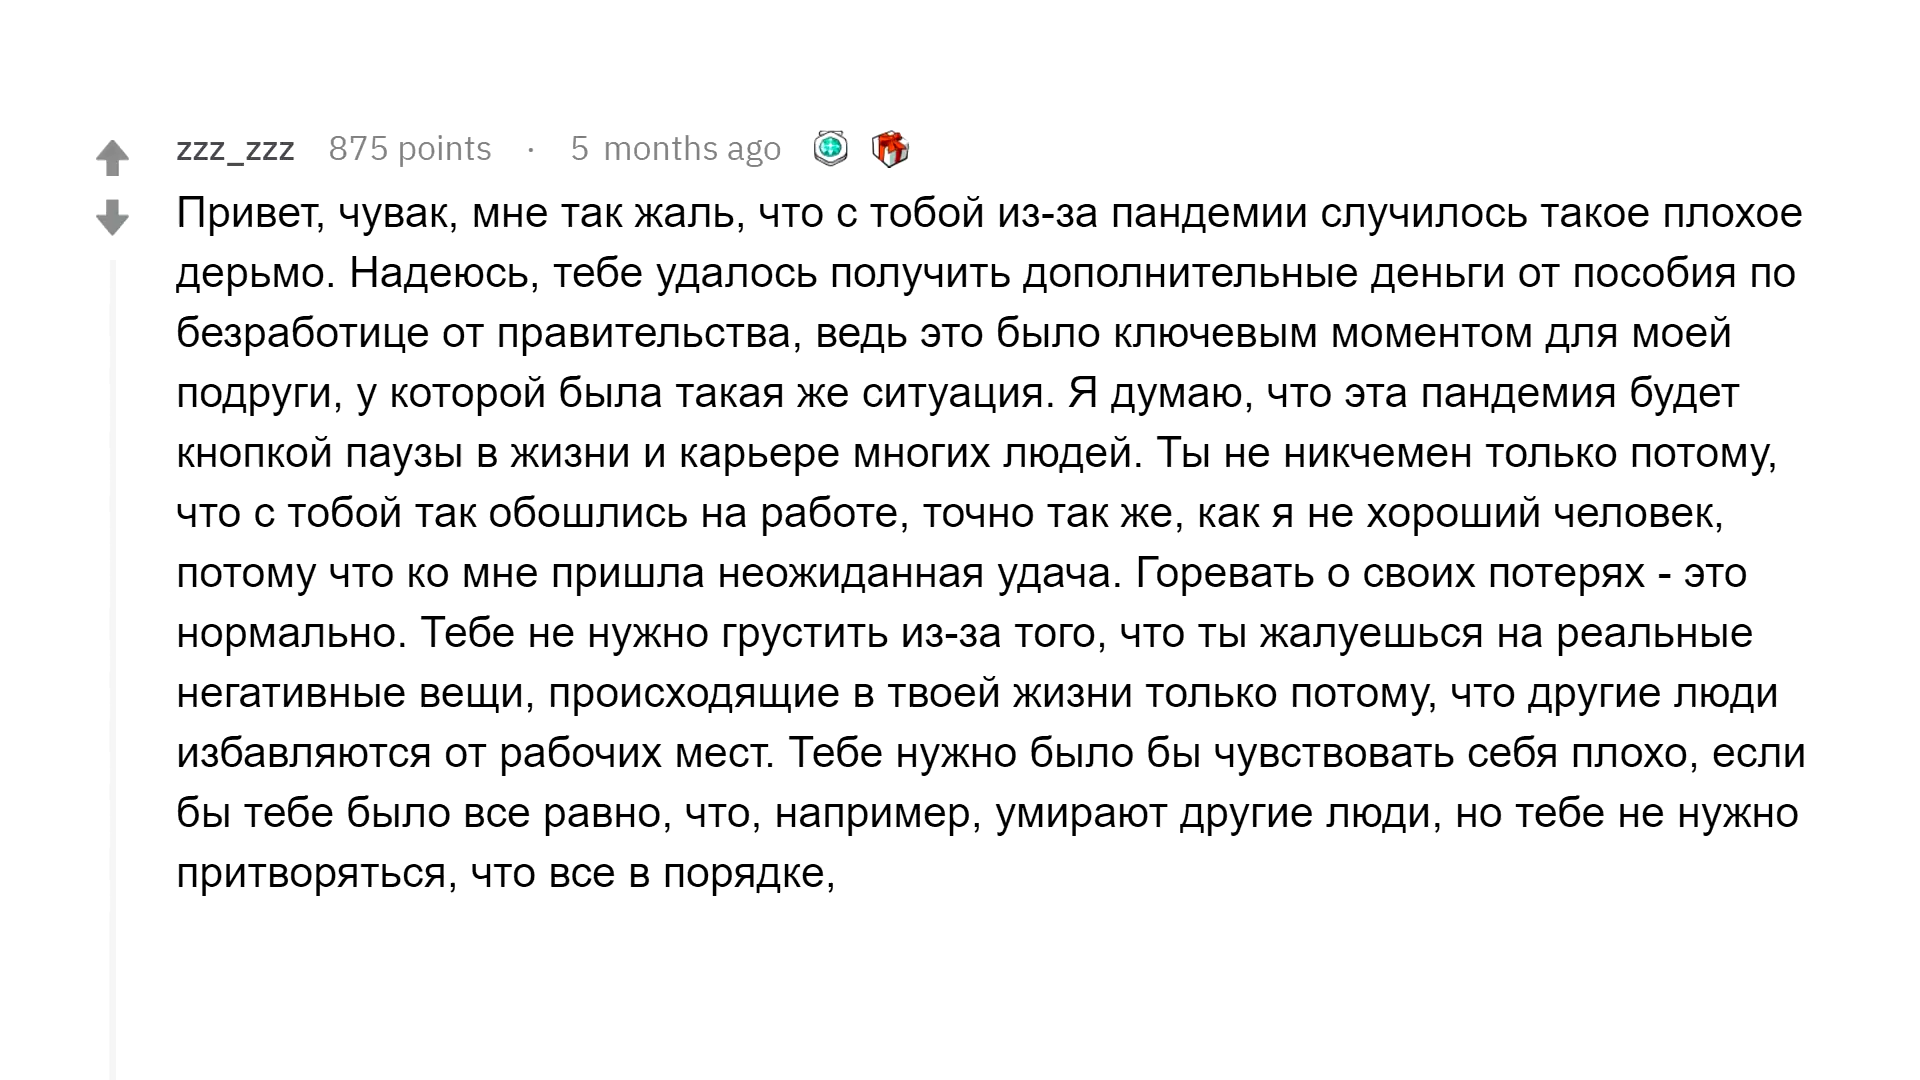 zzz_zzz 875 points · 5 months ago
Привет, чувак, мне так жаль, что с тобой из-за пандемии случилось такое плохое
дерьмо. Надеюсь, тебе удалось получить дополнительные деньги от пособия по
безработице от правительства, ведь это было ключевым моментом для моей
подруги, у которой была такая же ситуация. Я думаю, что эта пандемия будет
кнопкой паузы в жизни и карьере многих людей. Ты не никчемен только потому,
что с тобой так обошлись на работе, точно так же, как я не хороший человек,
потому что ко мне пришла неожиданная удача. Горевать о своих потерях - это
нормально. Тебе не нужно грустить из-за того, что ты жалуешься на реальные
негативные вещи, происходящие в твоей жизни только потому, что другие люди
избавляются от рабочих мест. Тебе нужно было бы чувствовать себя плохо, если
бы тебе было все равно, что, например, умирают другие люди, но тебе не нужно
притворяться, что все в порядке,